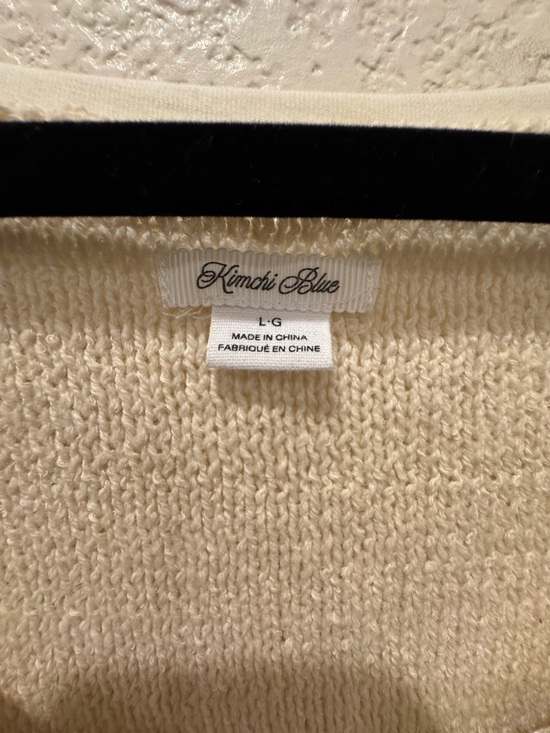 Kimchi Blue
L·G
MADE IN CHINA
FABRIQUÉ EN CHINE